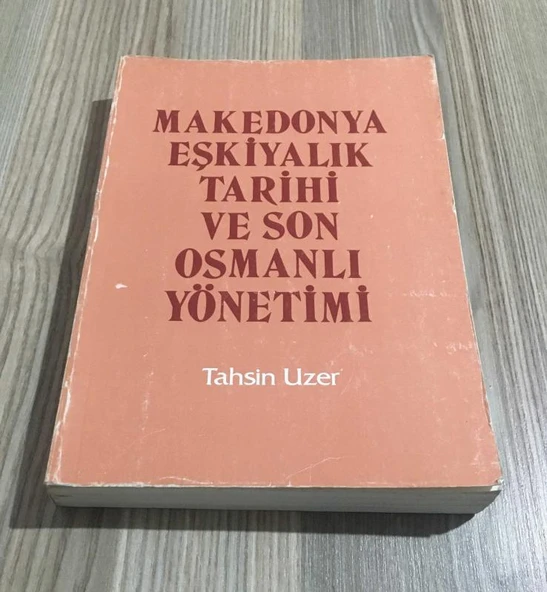 MAKEDONYA
EŞKİYALIK
TARİHİ
VE SON
OSMANLI
YÖNETİMİ
Tahsin Uzer